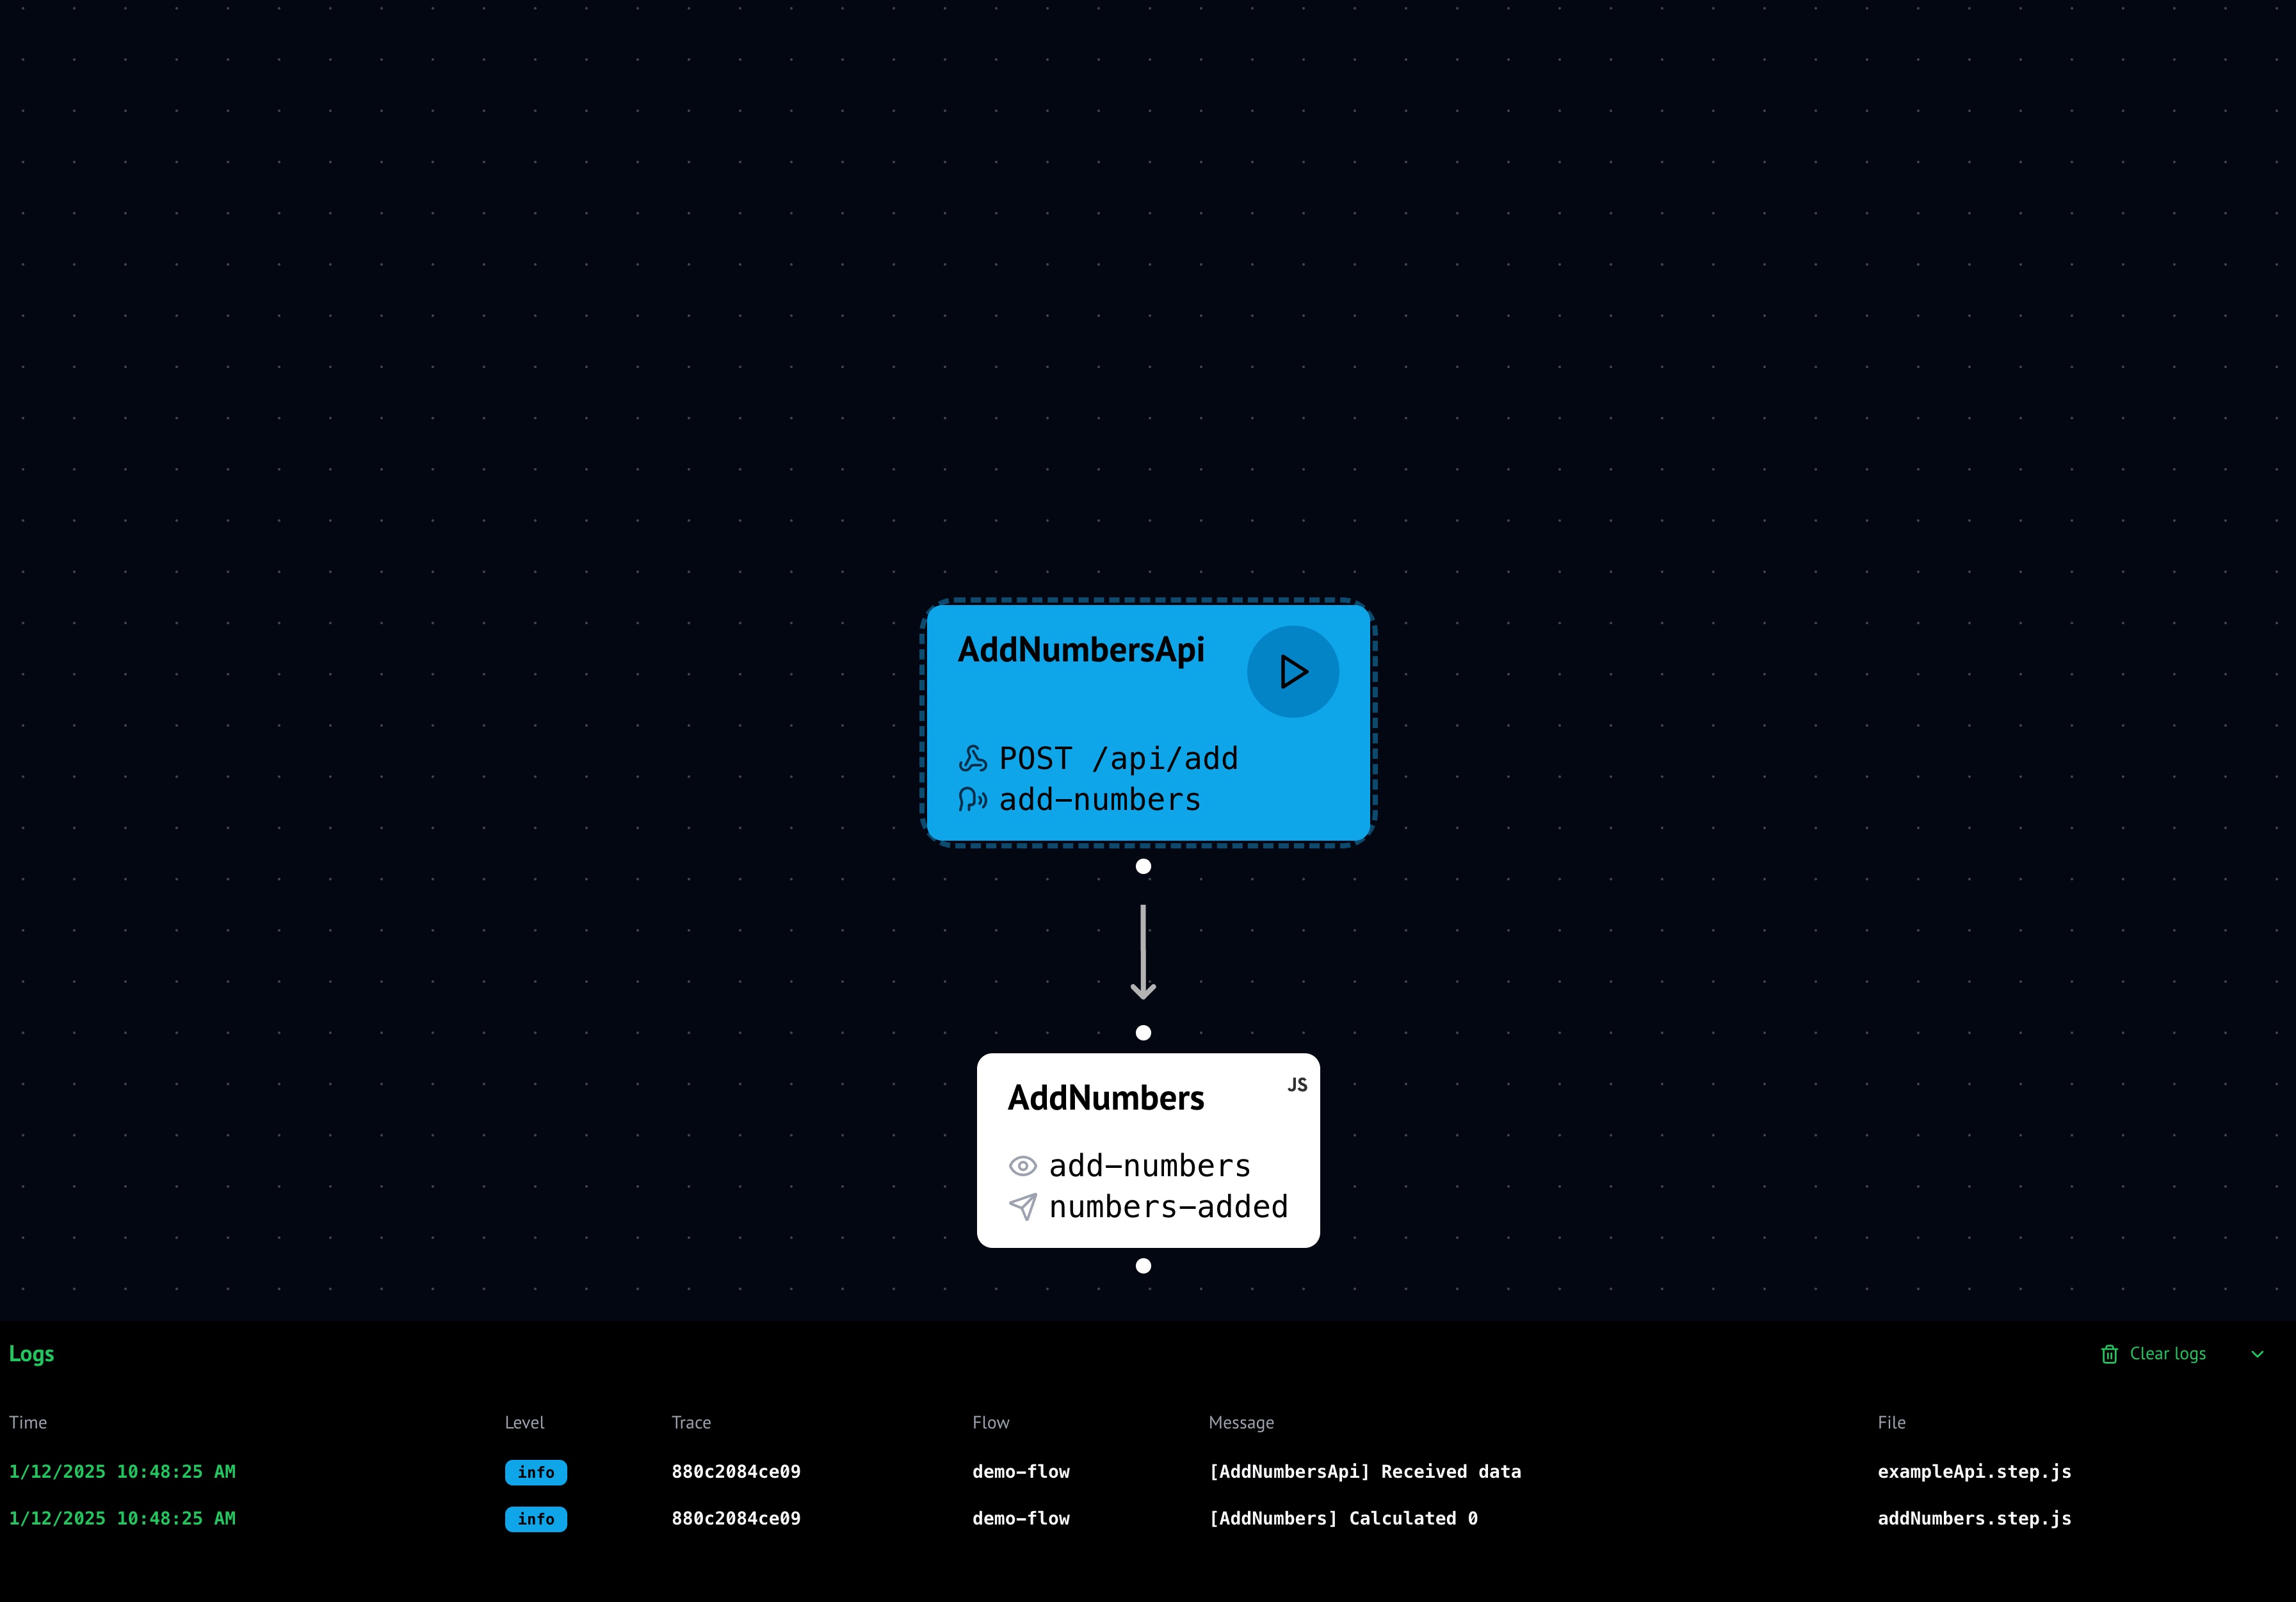 AddNumbersApi
POST /api/add
add-numbers
AddNumbers
JS
add-numbers
numbers-added
Logs
Clear logs
Time Level Trace Flow Message File
1/12/2025 10:48:25 AM info 880c2084ce09 demo-flow [AddNumbersApi] Received data exampleApi.step.js
1/12/2025 10:48:25 AM info 880c2084ce09 demo-flow [AddNumbers] Calculated 0 addNumbers.step.js